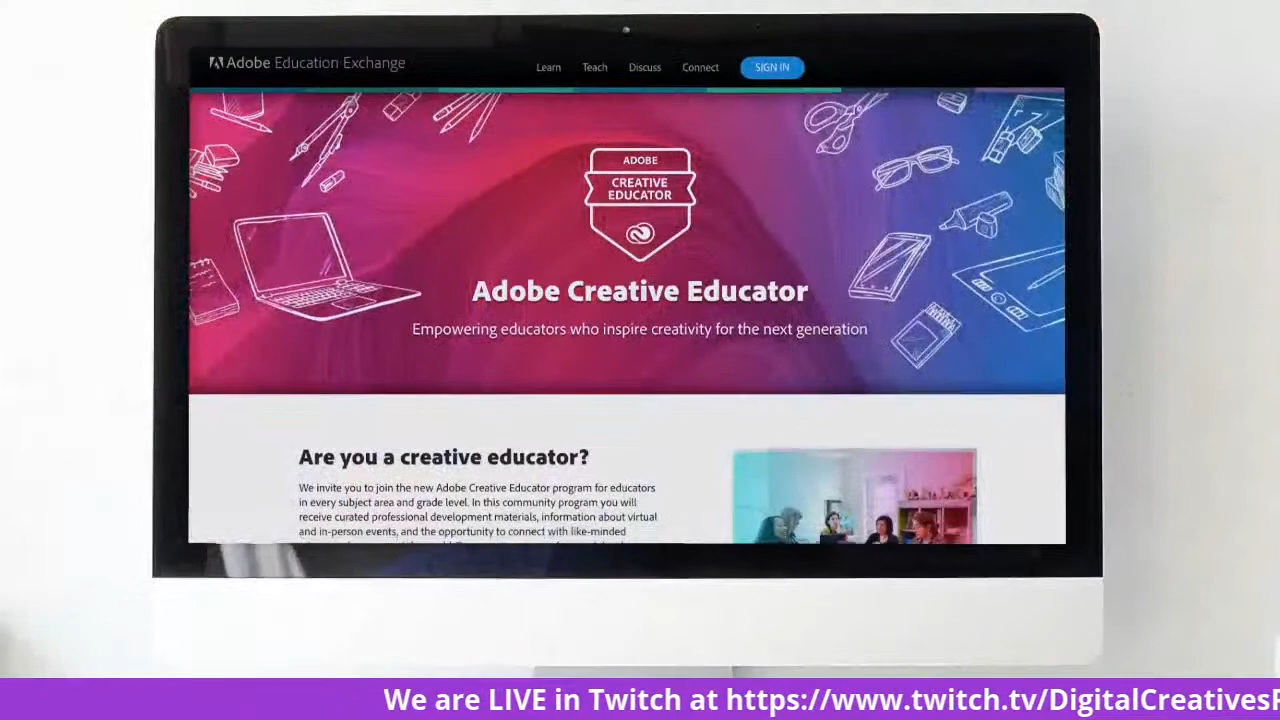 Adobe Education Exchange
Learn Teach Discuss Connect SIGN IN
ADOBE
CREATIVE
EDUCATOR
Adobe Creative Educator
Empowering educators who inspire creativity for the next generation
Are you a creative educator?
We invite you to join the new Adobe Creative Educator program for educators
in every subject area and grade level. In this community program you will
receive curated professional development materials, information about virtual
and in-person events, and the opportunity to connect with like-minded
We are LIVE in Twitch at https://www.twitch.tv/DigitalCreatives